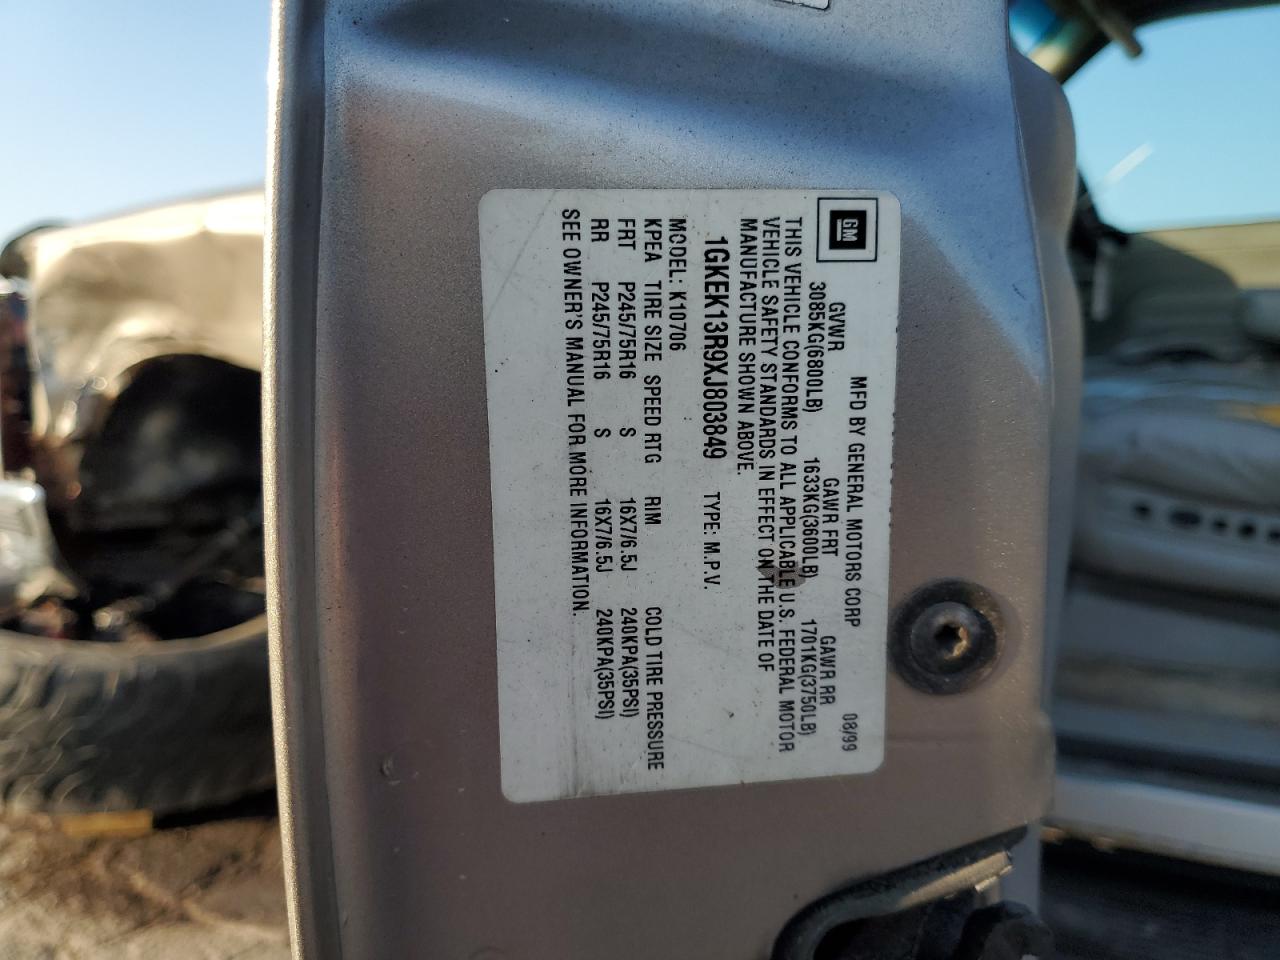 GM
MFD BY GENERAL MOTORS CORP 08/99
GVWR GAWR FRT GAWR RR
3085KG(6800LB) 1633KG(3600LB) 1701KG(3750LB)
THIS VEHICLE CONFORMS TO ALL APPLICABLE U.S. FEDERAL MOTOR
VEHICLE SAFETY STANDARDS IN EFFECT ON THE DATE OF
MANUFACTURE SHOWN ABOVE.
1GKEK13R9XJ803849 TYPE: M.P.V.
MODEL: K10706
KPEA TIRE SIZE SPEED RTG RIM COLD TIRE PRESSURE
FRT P245/75R16 S 16X7/6.5J 240KPA(35PSI)
RR P245/75R16 S 16X7/6.5J 240KPA(35PSI)
SEE OWNER'S MANUAL FOR MORE INFORMATION.